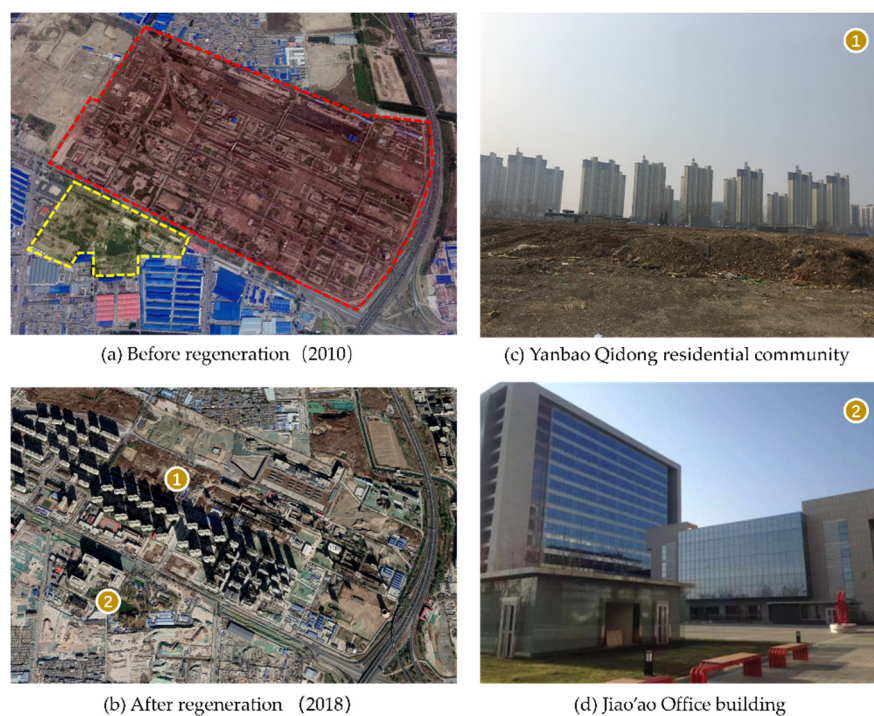 1
(a) Before regeneration (2010)
(c) Yanbao Qidong residential community
1
2
2
(b) After regeneration (2018)
(d) Jiao'ao Office building